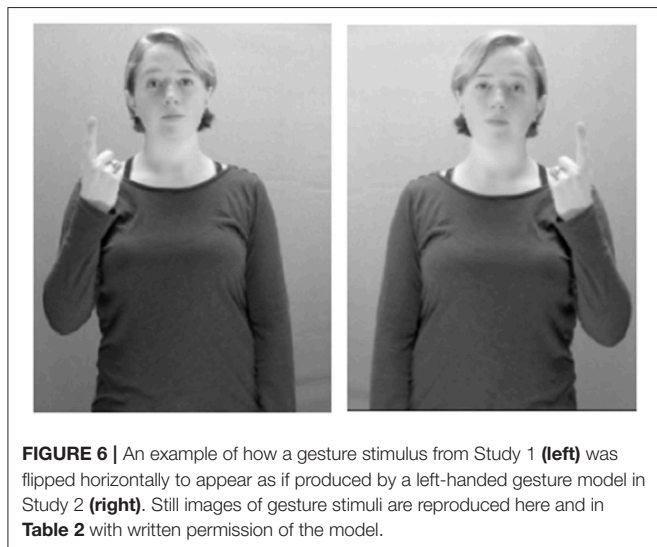 FIGURE 6 | An example of how a gesture stimulus from Study 1 (left) was
flipped horizontally to appear as if produced by a left-handed gesture model in
Study 2 (right). Still images of gesture stimuli are reproduced here and in
Table 2 with written permission of the model.